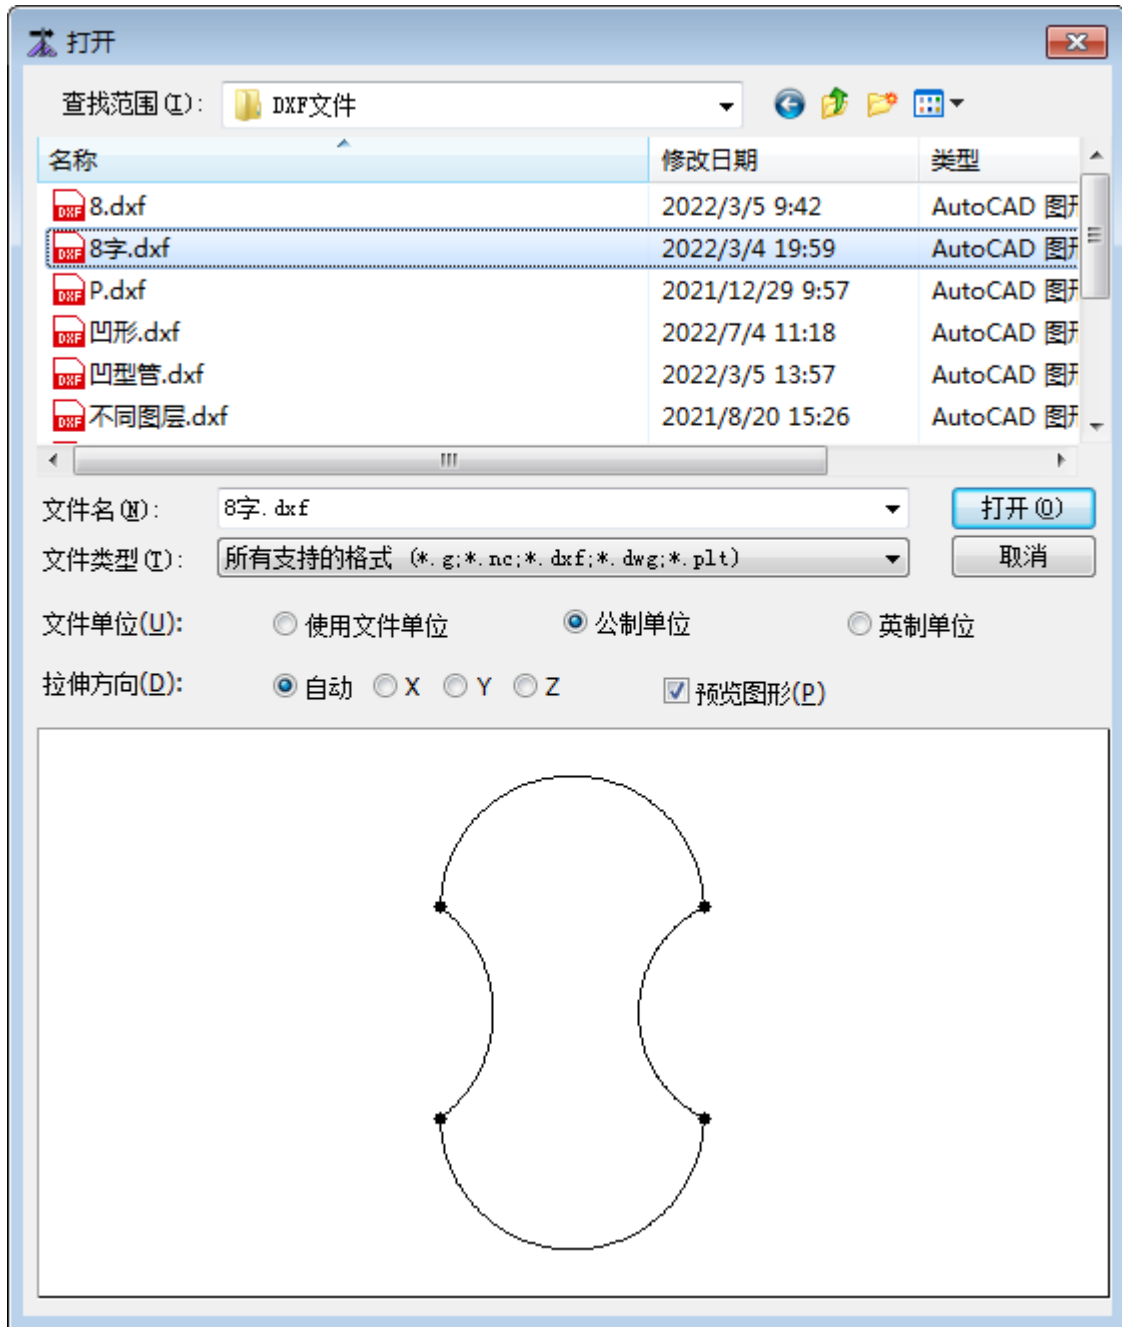 打开
查找范围(I): DXF文件
名称 修改日期 类型
8.dxf 2022/3/5 9:42 AutoCAD 图形
8字.dxf 2022/3/4 19:59 AutoCAD 图形
P.dxf 2021/12/29 9:57 AutoCAD 图形
凹形.dxf 2022/7/4 11:18 AutoCAD 图形
凹型管.dxf 2022/3/5 13:57 AutoCAD 图形
不同图层.dxf 2021/8/20 15:26 AutoCAD 图形
文件名(N): 8字.dxf 打开(O)
文件类型(T): 所有支持的格式 (*.g;*.nc;*.dxf;*.dwg;*.plt) 取消
文件单位(U): 使用文件单位 公制单位 英制单位
拉伸方向(D): 自动 X Y Z 预览图形(P)